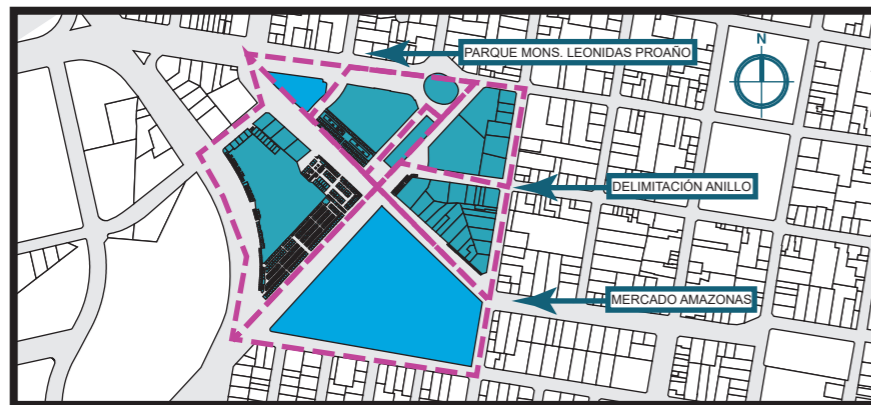 PARQUE MONS. LEONIDAS PROAÑO
N
DELIMITACIÓN ANILLO
MERCADO AMAZONAS